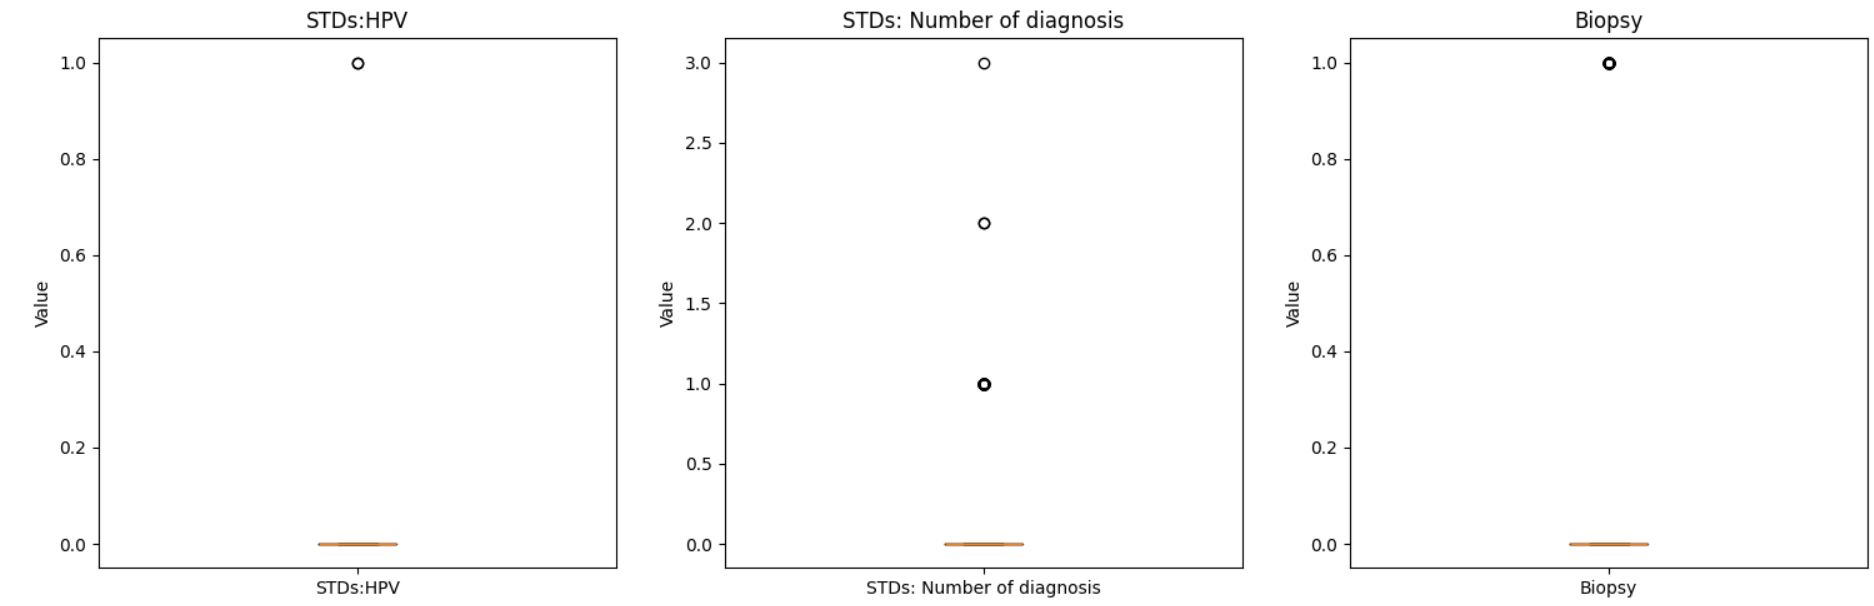 STDs:HPV
1.0
0.8
0.6
0.4
0.2
0.0
Value
STDs:HPV
STDs: Number of diagnosis
3.0
2.5
2.0
1.5
1.0
0.5
0.0
Value
STDs: Number of diagnosis
Biopsy
1.0
0.8
0.6
0.4
0.2
0.0
Value
Biopsy